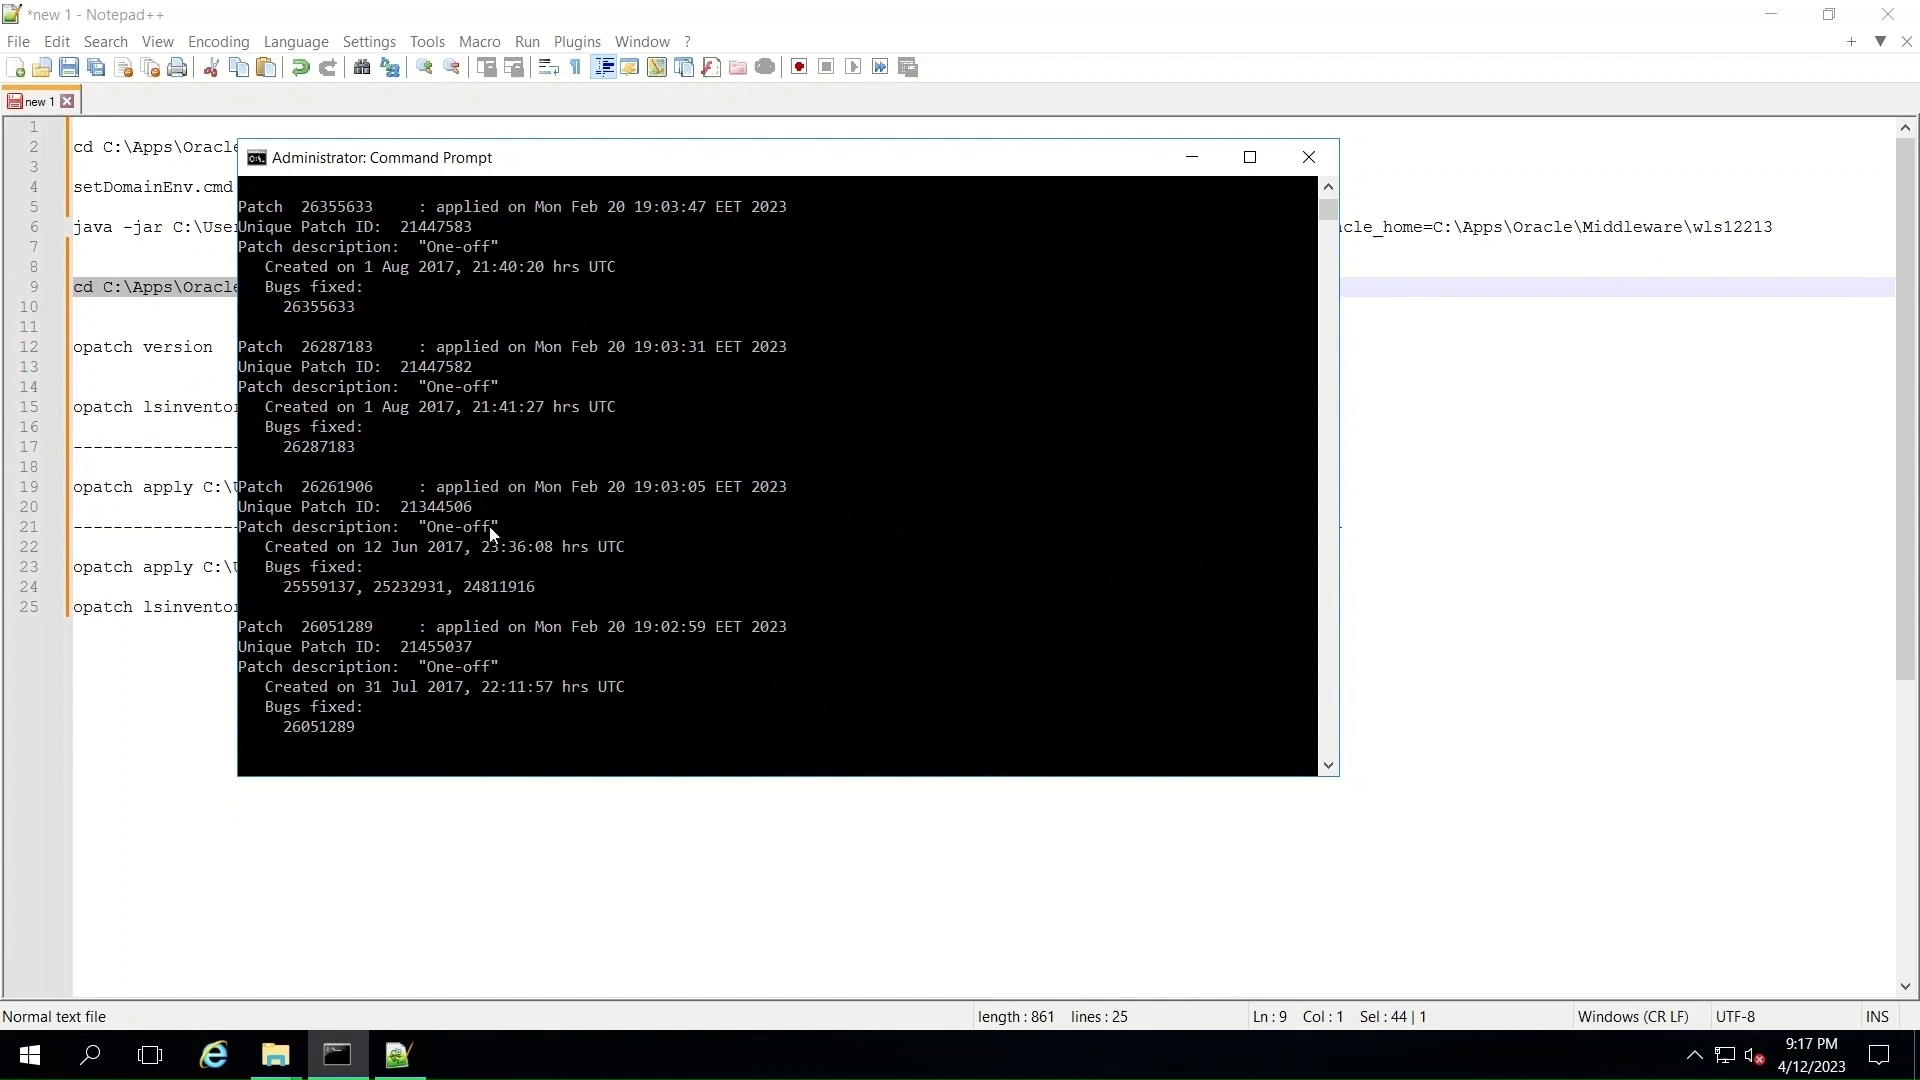 *new 1 - Notepad++
File Edit Search View Encoding Language Settings Tools Macro Run Plugins Window ?
new 1
1
2 cd C:\Apps\Oracle
3
4 setDomainEnv.cmd
5
6 java -jar C:\User
cle_home=C:\Apps\Oracle\Middleware\wls12213
7
8
9 cd C:\Apps\Oracle
10
11
12 opatch version
13
14
15 opatch lsinventor
16
17 -----------------
18
19 opatch apply C:\U
20
21 -----------------
22
23 opatch apply C:\U
24
25 opatch lsinventor
Administrator: Command Prompt
Patch  26355633     : applied on Mon Feb 20 19:03:47 EET 2023
Unique Patch ID:  21447583
Patch description:  "One-off"
   Created on 1 Aug 2017, 21:40:20 hrs UTC
   Bugs fixed:
     26355633
Patch  26287183     : applied on Mon Feb 20 19:03:31 EET 2023
Unique Patch ID:  21447582
Patch description:  "One-off"
   Created on 1 Aug 2017, 21:41:27 hrs UTC
   Bugs fixed:
     26287183
Patch  26261906     : applied on Mon Feb 20 19:03:05 EET 2023
Unique Patch ID:  21344506
Patch description:  "One-off"
   Created on 12 Jun 2017, 23:36:08 hrs UTC
   Bugs fixed:
     25559137, 25232931, 24811916
Patch  26051289     : applied on Mon Feb 20 19:02:59 EET 2023
Unique Patch ID:  21455037
Patch description:  "One-off"
   Created on 31 Jul 2017, 22:11:57 hrs UTC
   Bugs fixed:
     26051289
Normal text file length : 861 lines : 25 Ln : 9 Col : 1 Sel : 44 | 1 Windows (CR LF) UTF-8 INS
9:17 PM
4/12/2023